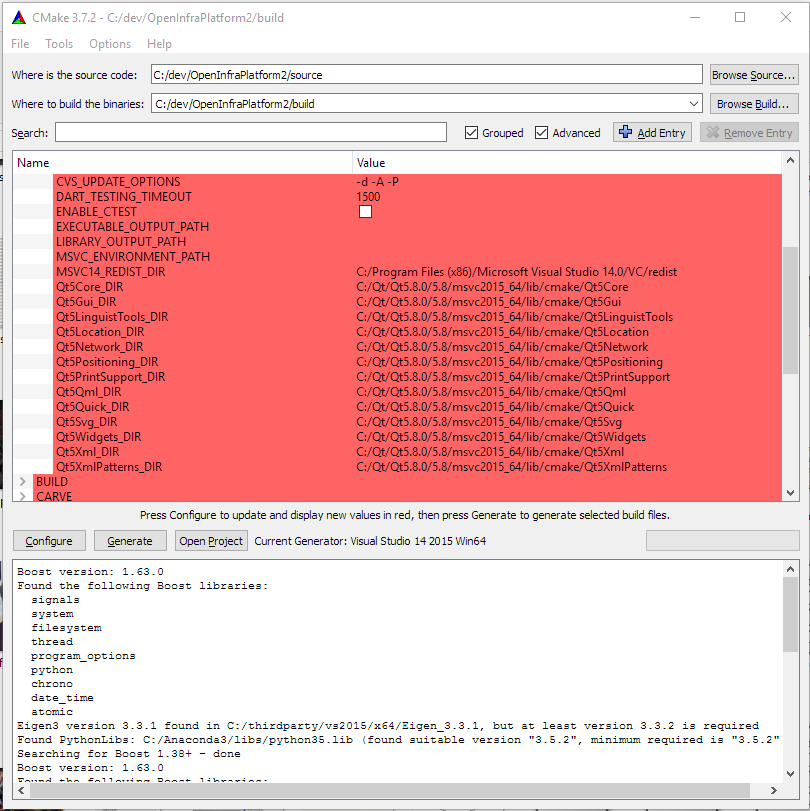 CMake 3.7.2 - C:/dev/OpenInfraPlatform2/build
File Tools Options Help
Where is the source code: C:/dev/OpenInfraPlatform2/source Browse Source...
Where to build the binaries: C:/dev/OpenInfraPlatform2/build Browse Build...
Search: Grouped Advanced Add Entry Remove Entry
Name Value
CVS_UPDATE_OPTIONS -d -A -P
DART_TESTING_TIMEOUT 1500
ENABLE_CTEST
EXECUTABLE_OUTPUT_PATH
LIBRARY_OUTPUT_PATH
MSVC_ENVIRONMENT_PATH
MSVC14_REDIST_DIR C:/Program Files (x86)/Microsoft Visual Studio 14.0/VC/redist
Qt5Core_DIR C:/Qt/Qt5.8.0/5.8/msvc2015_64/lib/cmake/Qt5Core
Qt5Gui_DIR C:/Qt/Qt5.8.0/5.8/msvc2015_64/lib/cmake/Qt5Gui
Qt5LinguistTools_DIR C:/Qt/Qt5.8.0/5.8/msvc2015_64/lib/cmake/Qt5LinguistTools
Qt5Location_DIR C:/Qt/Qt5.8.0/5.8/msvc2015_64/lib/cmake/Qt5Location
Qt5Network_DIR C:/Qt/Qt5.8.0/5.8/msvc2015_64/lib/cmake/Qt5Network
Qt5Positioning_DIR C:/Qt/Qt5.8.0/5.8/msvc2015_64/lib/cmake/Qt5Positioning
Qt5PrintSupport_DIR C:/Qt/Qt5.8.0/5.8/msvc2015_64/lib/cmake/Qt5PrintSupport
Qt5Qml_DIR C:/Qt/Qt5.8.0/5.8/msvc2015_64/lib/cmake/Qt5Qml
Qt5Quick_DIR C:/Qt/Qt5.8.0/5.8/msvc2015_64/lib/cmake/Qt5Quick
Qt5Svg_DIR C:/Qt/Qt5.8.0/5.8/msvc2015_64/lib/cmake/Qt5Svg
Qt5Widgets_DIR C:/Qt/Qt5.8.0/5.8/msvc2015_64/lib/cmake/Qt5Widgets
Qt5Xml_DIR C:/Qt/Qt5.8.0/5.8/msvc2015_64/lib/cmake/Qt5Xml
Qt5XmlPatterns_DIR C:/Qt/Qt5.8.0/5.8/msvc2015_64/lib/cmake/Qt5XmlPatterns
BUILD
CARVE
Press Configure to update and display new values in red, then press Generate to generate selected build files.
Configure Generate Open Project Current Generator: Visual Studio 14 2015 Win64
Boost version: 1.63.0
Found the following Boost libraries:
signals
system
filesystem
thread
program_options
python
chrono
date_time
atomic
Eigen3 version 3.3.1 found in C:/thirdparty/vs2015/x64/Eigen_3.3.1, but at least version 3.3.2 is required
Found PythonLibs: C:/Anaconda3/libs/python35.lib (found suitable version "3.5.2", minimum required is "3.5.2"
Searching for Boost 1.38+ - done
Boost version: 1.63.0
Found the following Boost libraries: